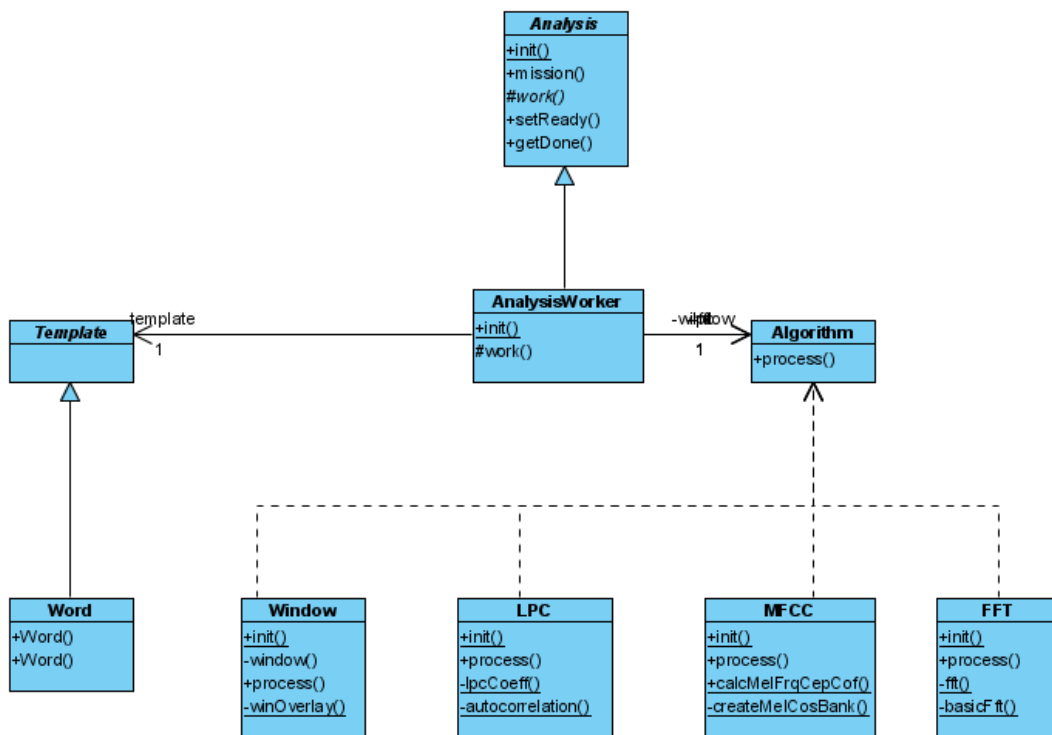 Analysis
+init()
+mission()
#work()
+setReady()
+getDone()
AnalysisWorker
+init()
#work()
template
1
1
Template
Algorithm
+process()
Word
+Word()
+Word()
Window
+init()
-window()
+process()
-winOverlay()
LPC
+init()
+process()
-lpcCoeff()
-autocorrelation()
MFCC
+init()
+process()
+calcMelFrqCepCof()
-createMelCosBank()
FFT
+init()
+process()
-fft()
-basicFft()